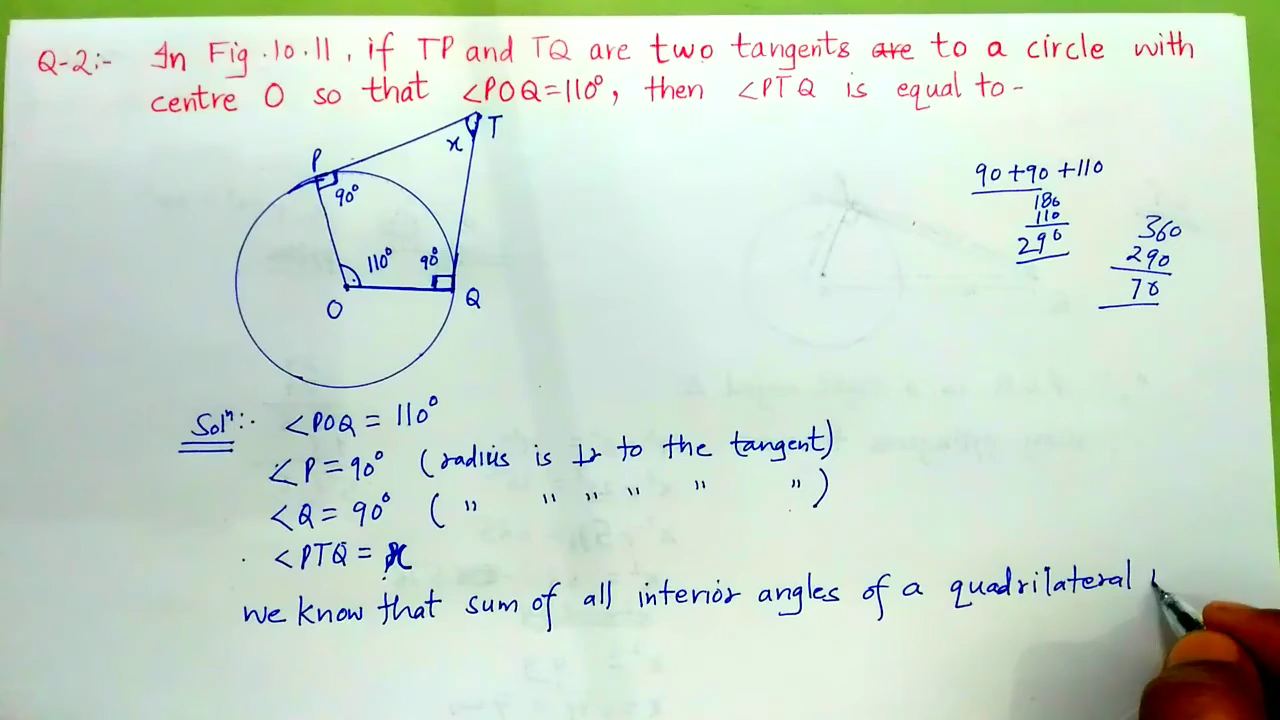 Q-2:- In Fig.10.11, if TP and TQ are two tangents are to a circle with
centre O so that ∠POQ=110°, then ∠PTQ is equal to -
T
x
P
90°
110°
90°
O
Q
90+90+110
180
110
290
360
290
70
Solⁿ:- ∠POQ = 110°
∠P = 90° (radius is ⊥r to the tangent)
∠Q = 90° ( " " " " " " )
∠PTQ = x
we know that sum of all interior angles of a quadrilateral